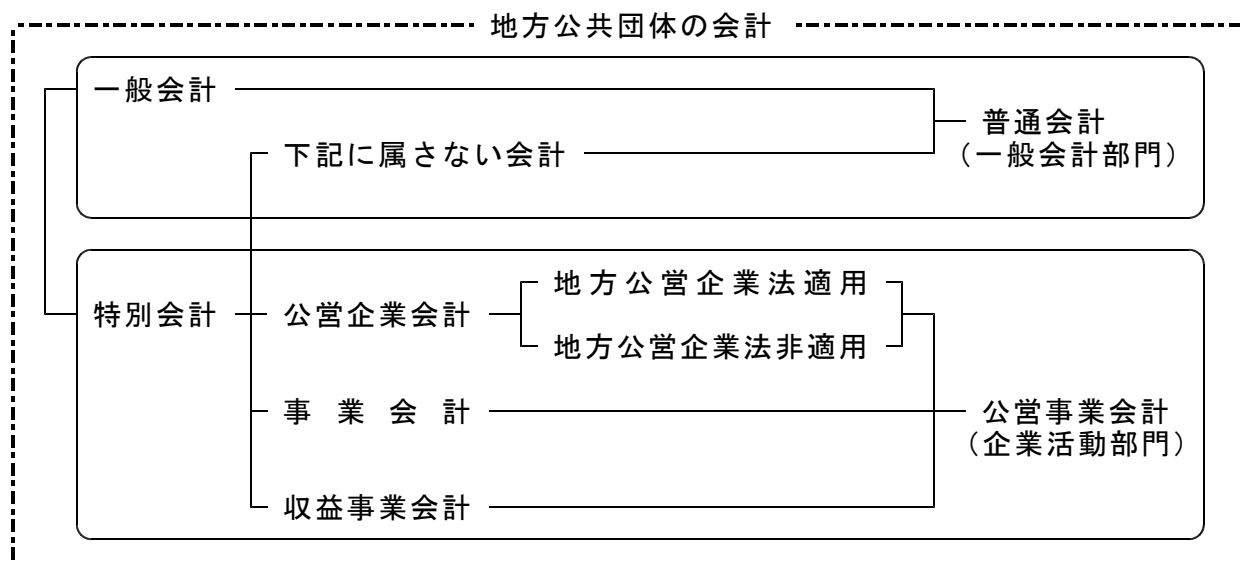 地方公共団体の会計
一般会計
普通会計
(一般会計部門)
下記に属さない会計
特別会計
公営企業会計
地方公営企業法適用
地方公営企業法非適用
事業会計
公営事業会計
(企業活動部門)
収益事業会計